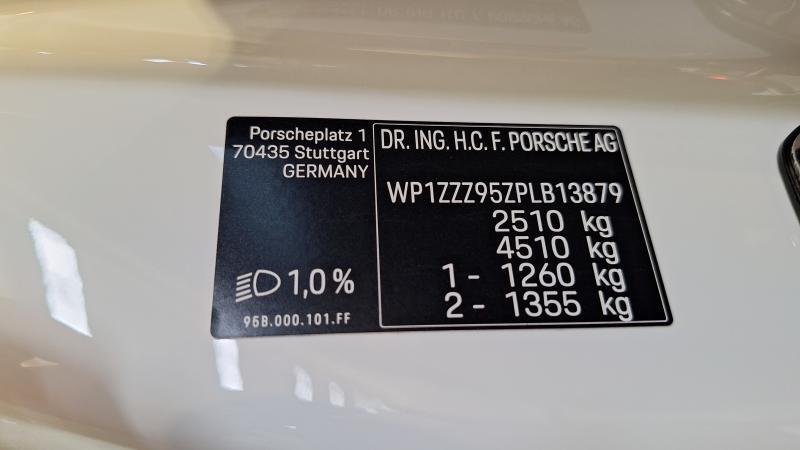 Porscheplatz 1
70435 Stuttgart
GERMANY
1,0 %
95B.000.101.FF
DR. ING. H.C. F. PORSCHE AG
WP1ZZZ95ZPLB13879
2510 kg
4510 kg
1 - 1260 kg
2 - 1355 kg